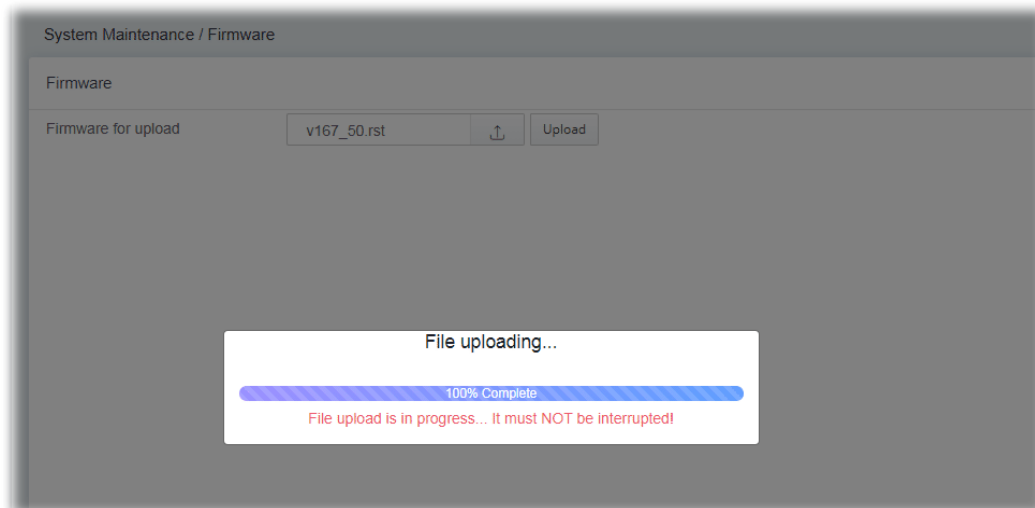 System Maintenance / Firmware
Firmware
Firmware for upload v167_50.rst Upload
File uploading...
100% Complete
File upload is in progress... It must NOT be interrupted!